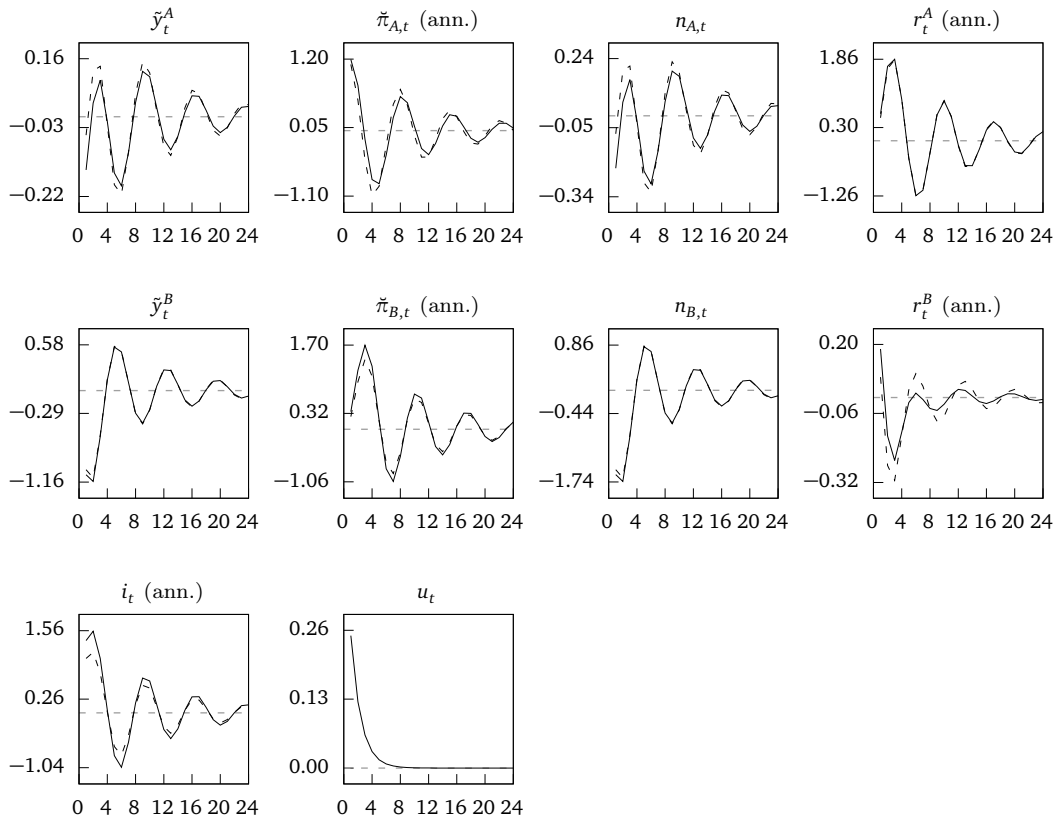 ỹ_t^A
π̆_{A,t} (ann.)
n_{A,t}
r_t^A (ann.)
0.16
−0.03
−0.22
0 4 8 12 16 20 24
1.20
0.05
−1.10
0 4 8 12 16 20 24
0.24
−0.05
−0.34
0 4 8 12 16 20 24
1.86
0.30
−1.26
0 4 8 12 16 20 24
ỹ_t^B
π̆_{B,t} (ann.)
n_{B,t}
r_t^B (ann.)
0.58
−0.29
−1.16
0 4 8 12 16 20 24
1.70
0.32
−1.06
0 4 8 12 16 20 24
0.86
−0.44
−1.74
0 4 8 12 16 20 24
0.20
−0.06
−0.32
0 4 8 12 16 20 24
i_t (ann.)
u_t
1.56
0.26
−1.04
0 4 8 12 16 20 24
0.26
0.13
0.00
0 4 8 12 16 20 24